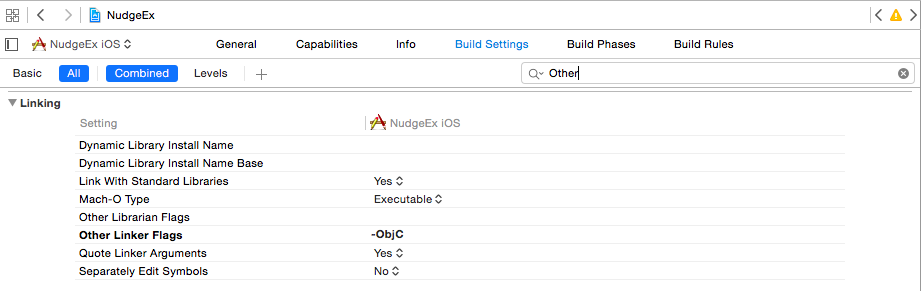 NudgeEx
NudgeEx iOS General Capabilities Info Build Settings Build Phases Build Rules
Basic All Combined Levels + Other
Linking
Setting NudgeEx iOS
Dynamic Library Install Name
Dynamic Library Install Name Base
Link With Standard Libraries Yes
Mach-O Type Executable
Other Librarian Flags
Other Linker Flags -ObjC
Quote Linker Arguments Yes
Separately Edit Symbols No